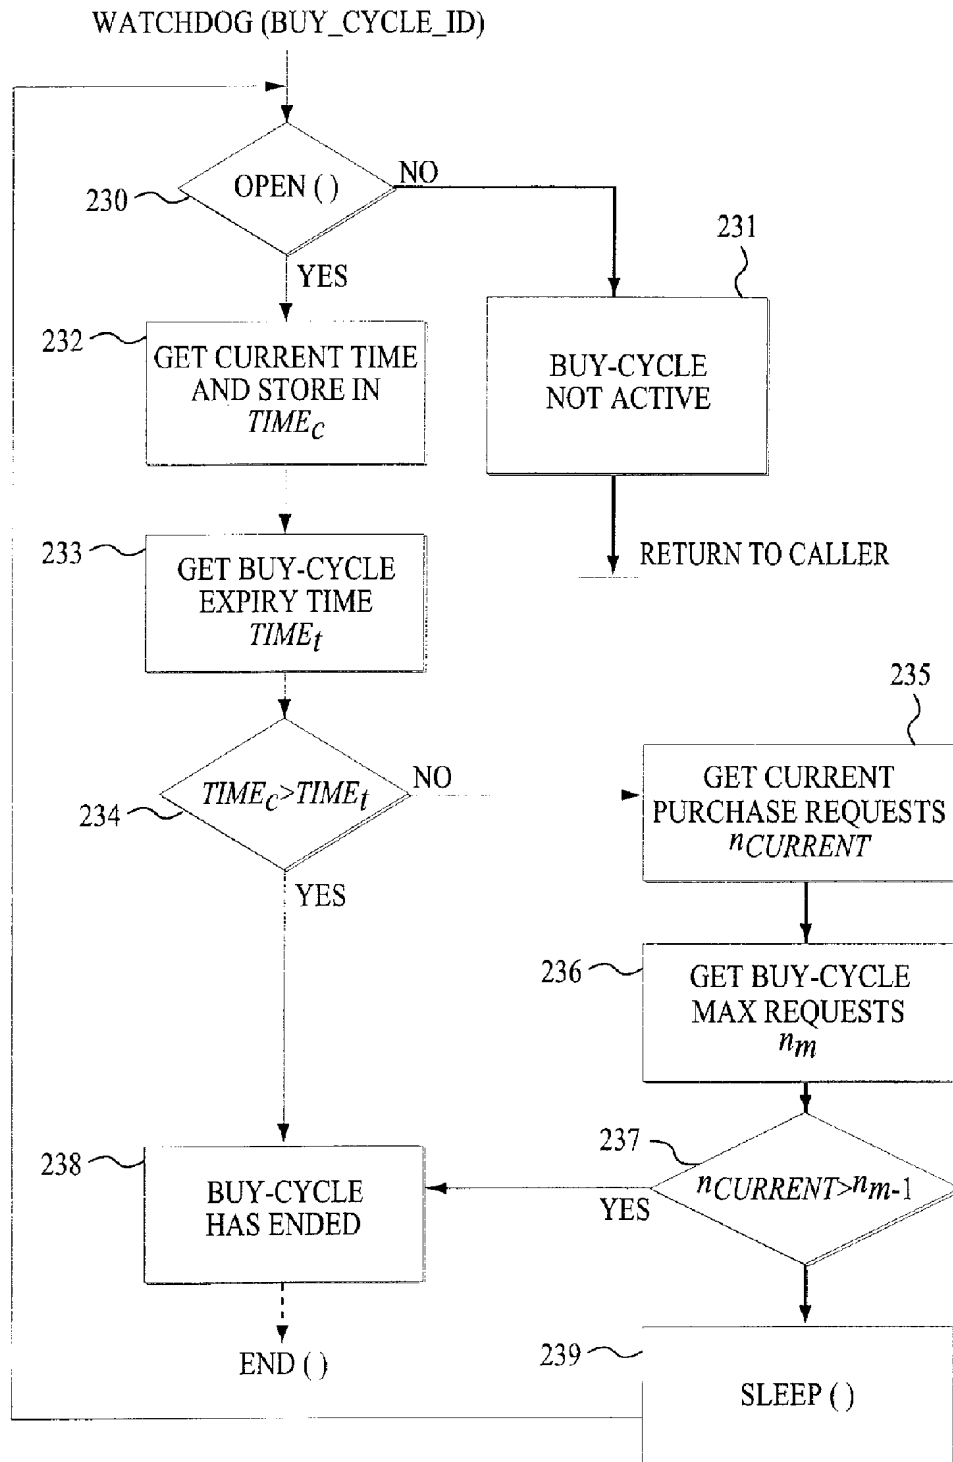 WATCHDOG (BUY_CYCLE_ID)
OPEN ( )
NO
230
YES
231
232
GET CURRENT TIME
AND STORE IN
TIMEc
BUY-CYCLE
NOT ACTIVE
233
GET BUY-CYCLE
EXPIRY TIME
TIMEt
RETURN TO CALLER
235
TIMEc>TIMEt
NO
234
YES
GET CURRENT
PURCHASE REQUESTS
nCURRENT
236
GET BUY-CYCLE
MAX REQUESTS
nm
237
nCURRENT>nm-1
YES
238
BUY-CYCLE
HAS ENDED
END ( )
239
SLEEP ( )